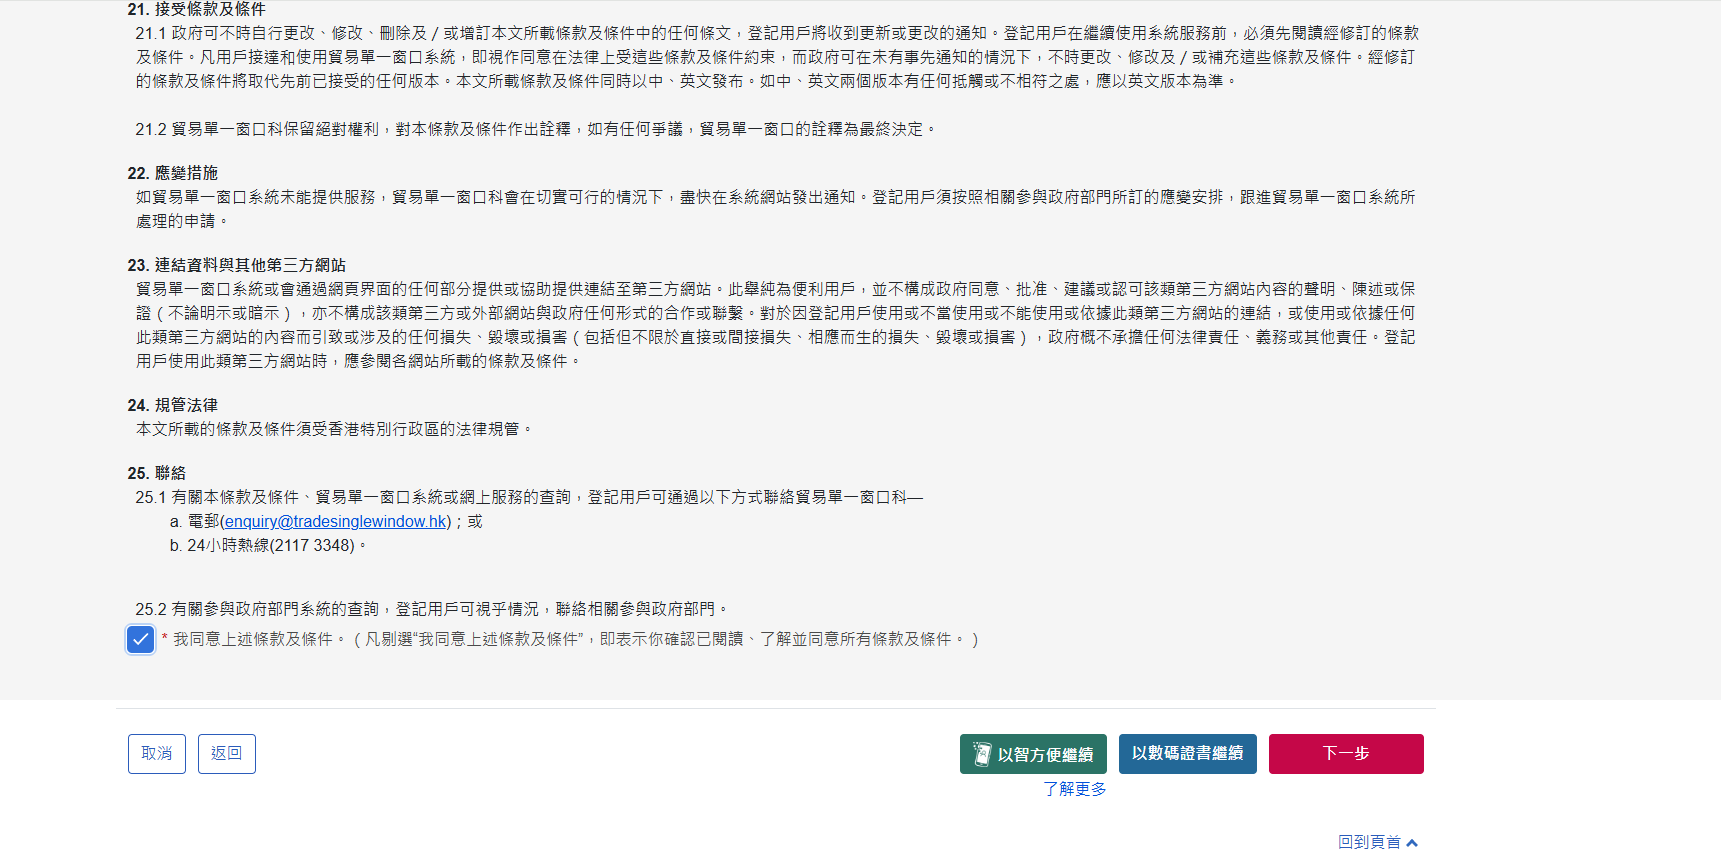 21. 接受條款及條件
21.1 政府可不時自行更改、修改、刪除及 / 或增訂本文所載條款及條件中的任何條文，登記用戶將收到更新或更改的通知。登記用戶在繼續使用系統服務前，必須先閱讀經修訂的條款
及條件。凡用戶接達和使用貿易單一窗口系統，即視作同意在法律上受這些條款及條件約束，而政府可在未有事先通知的情況下，不時更改、修改及 / 或補充這些條款及條件。經修訂
的條款及條件將取代先前已接受的任何版本。本文所載條款及條件同時以中、英文發布。如中、英文兩個版本有任何抵觸或不相符之處，應以英文版本為準。
21.2 貿易單一窗口科保留絕對權利，對本條款及條件作出詮釋，如有任何爭議，貿易單一窗口的詮釋為最終決定。
22. 應變措施
如貿易單一窗口系統未能提供服務，貿易單一窗口科會在切實可行的情況下，盡快在系統網站發出通知。登記用戶須按照相關參與政府部門所訂的應變安排，跟進貿易單一窗口系統所
處理的申請。
23. 連結資料與其他第三方網站
貿易單一窗口系統或會通過網頁界面的任何部分提供或協助提供連結至第三方網站。此舉純為便利用戶，並不構成政府同意、批准、建議或認可該類第三方網站內容的聲明、陳述或保
證（不論明示或暗示），亦不構成該類第三方或外部網站與政府任何形式的合作或聯繫。對於因登記用戶使用或不當使用或不能使用或依據此類第三方網站的連結，或使用或依據任何
此類第三方網站的內容而引致或涉及的任何損失、毀壞或損害（包括但不限於直接或間接損失、相應而生的損失、毀壞或損害），政府概不承擔任何法律責任、義務或其他責任。登記
用戶使用此類第三方網站時，應參閱各網站所載的條款及條件。
24. 規管法律
本文所載的條款及條件須受香港特別行政區的法律規管。
25. 聯絡
25.1 有關本條款及條件、貿易單一窗口系統或網上服務的查詢，登記用戶可通過以下方式聯絡貿易單一窗口科—
a. 電郵(enquiry@tradesinglewindow.hk)；或
b. 24小時熱線(2117 3348)。
25.2 有關參與政府部門系統的查詢，登記用戶可視乎情況，聯絡相關參與政府部門。
* 我同意上述條款及條件。（凡剔選“我同意上述條款及條件”，即表示你確認已閱讀、了解並同意所有條款及條件。）
取消 返回 以智方便繼續 以數碼證書繼續 下一步
了解更多
回到頁首